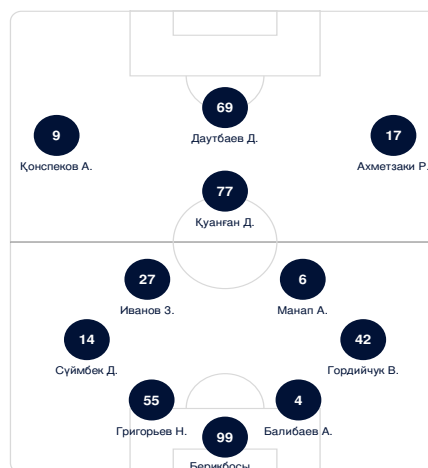 69
Даутбаев Д.
9
Қонспеков А.
17
Ахметзаки Р.
77
Қуанған Д.
27
Иванов З.
6
Манап А.
14
Сүймбек Д.
42
Гордийчук В.
55
Григорьев Н.
4
Балибаев А.
99
Берикбосы